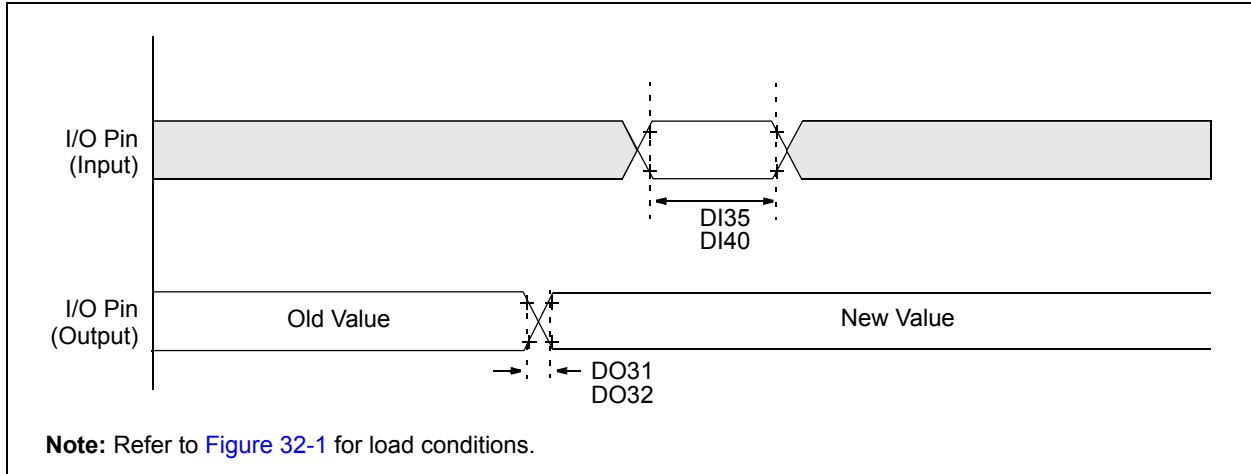 I/O Pin
(Input)
DI35
DI40
I/O Pin
(Output)
Old Value
New Value
DO31
DO32
Note: Refer to Figure 32-1 for load conditions.